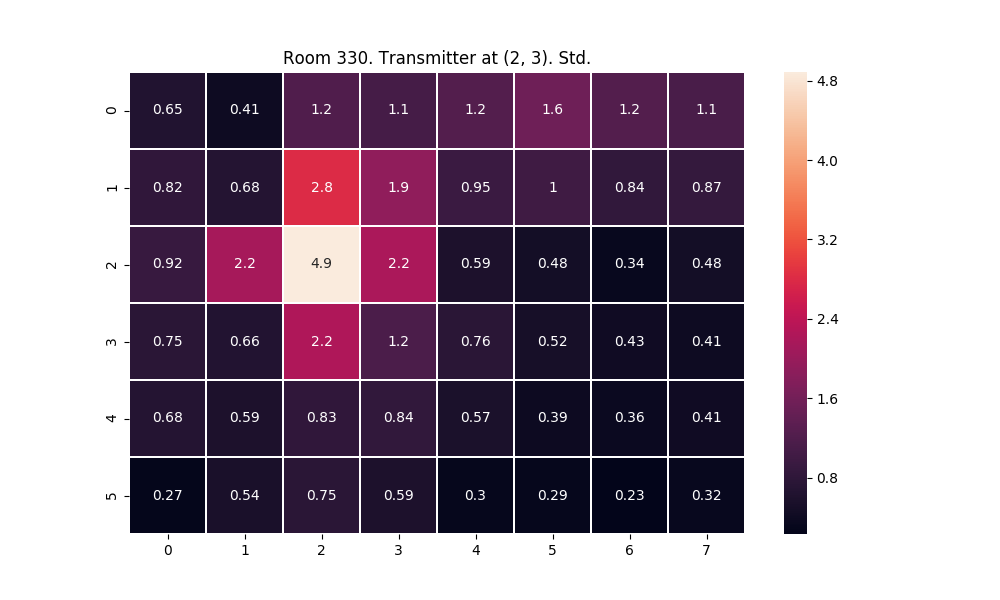 Room 330. Transmitter at (2, 3). Std.
0 0.65 0.41 1.2 1.1 1.2 1.6 1.2 1.1
1 0.82 0.68 2.8 1.9 0.95 1 0.84 0.87
2 0.92 2.2 4.9 2.2 0.59 0.48 0.34 0.48
3 0.75 0.66 2.2 1.2 0.76 0.52 0.43 0.41
4 0.68 0.59 0.83 0.84 0.57 0.39 0.36 0.41
5 0.27 0.54 0.75 0.59 0.3 0.29 0.23 0.32
0 1 2 3 4 5 6 7
4.8
4.0
3.2
2.4
1.6
0.8